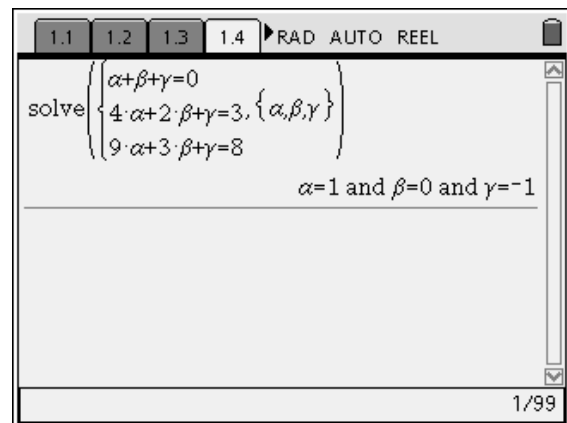 1.1 1.2 1.3 1.4 RAD AUTO REEL
α+β+γ=0
solve({4·α+2·β+γ=3,{α,β,γ})
9·α+3·β+γ=8
α=1 and β=0 and γ=⁻1
1/99